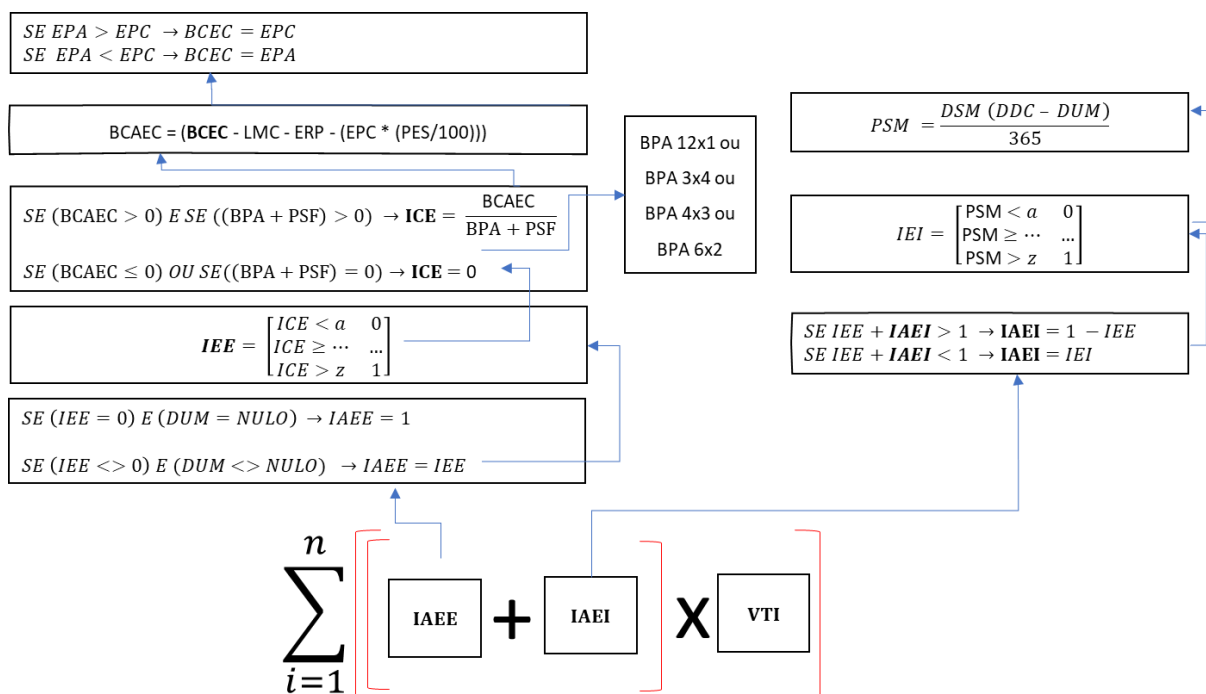 SE EPA > EPC → BCEC = EPC
SE EPA < EPC → BCEC = EPA
BCAEC = (BCEC - LMC - ERP - (EPC * (PES/100)))
SE (BCAEC > 0) E SE ((BPA + PSF) > 0) → ICE = BCAEC / BPA + PSF
SE (BCAEC ≤ 0) OU SE((BPA + PSF) = 0) → ICE = 0
IEE = [ICE < a 0
ICE ≥ ⋯ ...
ICE > z 1]
SE (IEE = 0) E (DUM = NULO) → IAEE = 1
SE (IEE <> 0) E (DUM <> NULO) → IAEE = IEE
BPA 12x1 ou
BPA 3x4 ou
BPA 4x3 ou
BPA 6x2
PSM = DSM (DDC − DUM) / 365
IEI = [PSM < a 0
PSM ≥ ⋯ ...
PSM > z 1]
SE IEE + IAEI > 1 → IAEI = 1 − IEE
SE IEE + IAEI < 1 → IAEI = IEI
n
∑ [[IAEE + IAEI] X VTI]
i=1